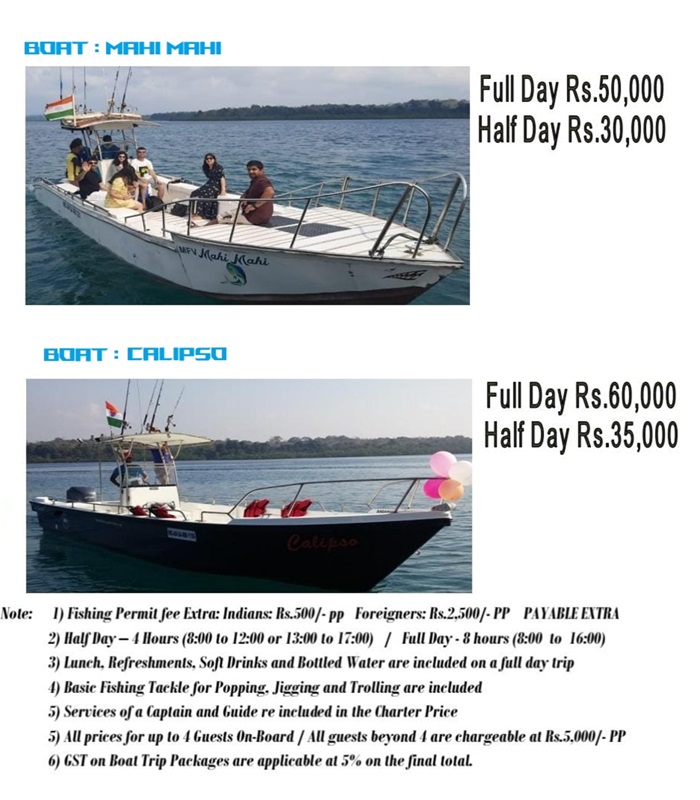 BOAT : MAHI MAHI
Full Day Rs.50,000
Half Day Rs.30,000
MFV Mahi Mahi
BOAT : CALIPSO
Full Day Rs.60,000
Half Day Rs.35,000
Calipso
Note: 1) Fishing Permit fee Extra: Indians: Rs.500/- pp Foreigners: Rs.2,500/- PP PAYABLE EXTRA
2) Half Day – 4 Hours (8:00 to 12:00 or 13:00 to 17:00) / Full Day - 8 hours (8:00 to 16:00)
3) Lunch, Refreshments, Soft Drinks and Bottled Water are included on a full day trip
4) Basic Fishing Tackle for Popping, Jigging and Trolling are included
5) Services of a Captain and Guide re included in the Charter Price
5) All prices for up to 4 Guests On-Board / All guests beyond 4 are chargeable at Rs.5,000/- PP
6) GST on Boat Trip Packages are applicable at 5% on the final total.